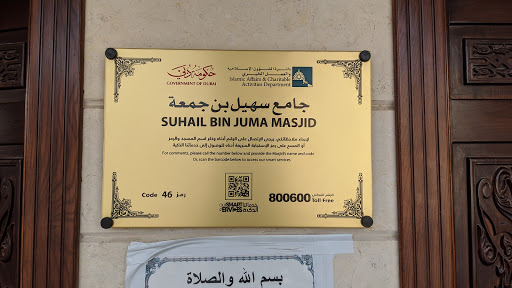 حكومة دبي
GOVERNMENT OF DUBAI
دائرة الشؤون الإسلامية
والعمل الخيري
Islamic Affairs & Charitable
Activities Department
جامع سهيل بن جمعة
SUHAIL BIN JUMA MASJID
For comments, please call the number below and provide the Masjid's name and code
Or, scan the barcode below to access our smart services
Code 46 رمز
800600
الرقم المجاني
Toll Free
بسم الله والصلاة